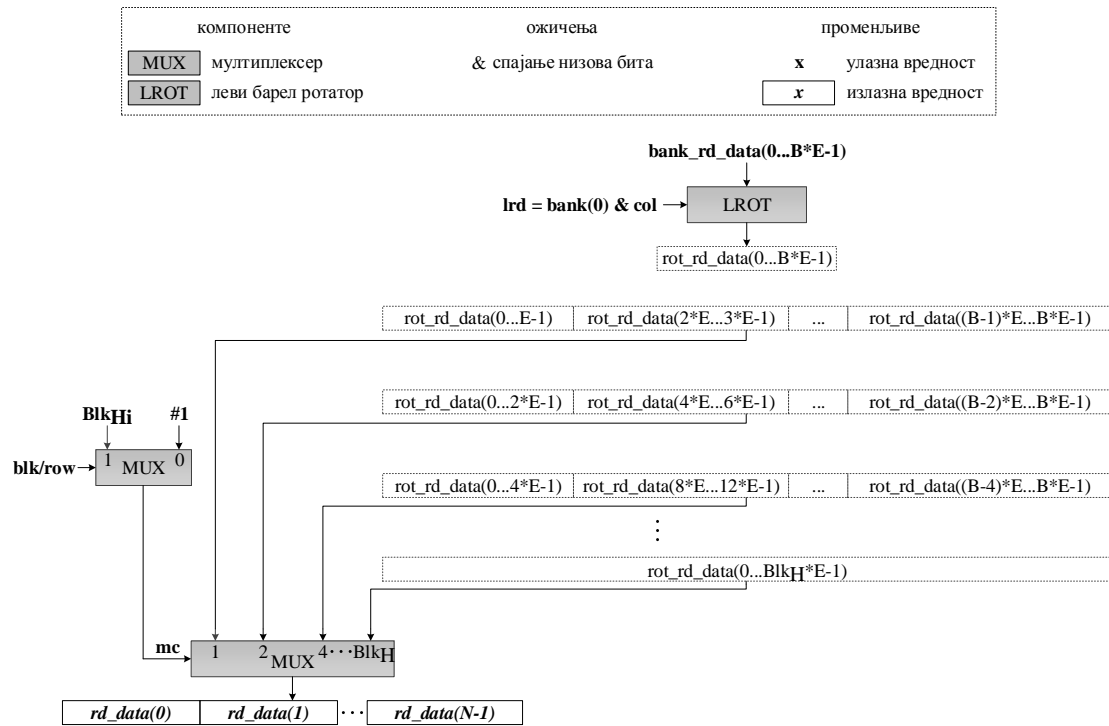 компоненте ожичења променљиве
MUX мултиплексер & спајање низова бита x улазна вредност
LROT леви барел ротатор x излазна вредност
bank_rd_data(0...B*E-1)
lrd = bank(0) & col LROT
rot_rd_data(0...B*E-1)
rot_rd_data(0...E-1) rot_rd_data(2*E...3*E-1) ... rot_rd_data((B-1)*E...B*E-1)
BlkHi #1
rot_rd_data(0...2*E-1) rot_rd_data(4*E...6*E-1) ... rot_rd_data((B-2)*E...B*E-1)
blk/row 1 MUX 0
rot_rd_data(0...4*E-1) rot_rd_data(8*E...12*E-1) ... rot_rd_data((B-4)*E...B*E-1)
⋮
rot_rd_data(0...BlkH*E-1)
mc 1 2 MUX 4 ··· BlkH
rd_data(0) rd_data(1) ··· rd_data(N-1)